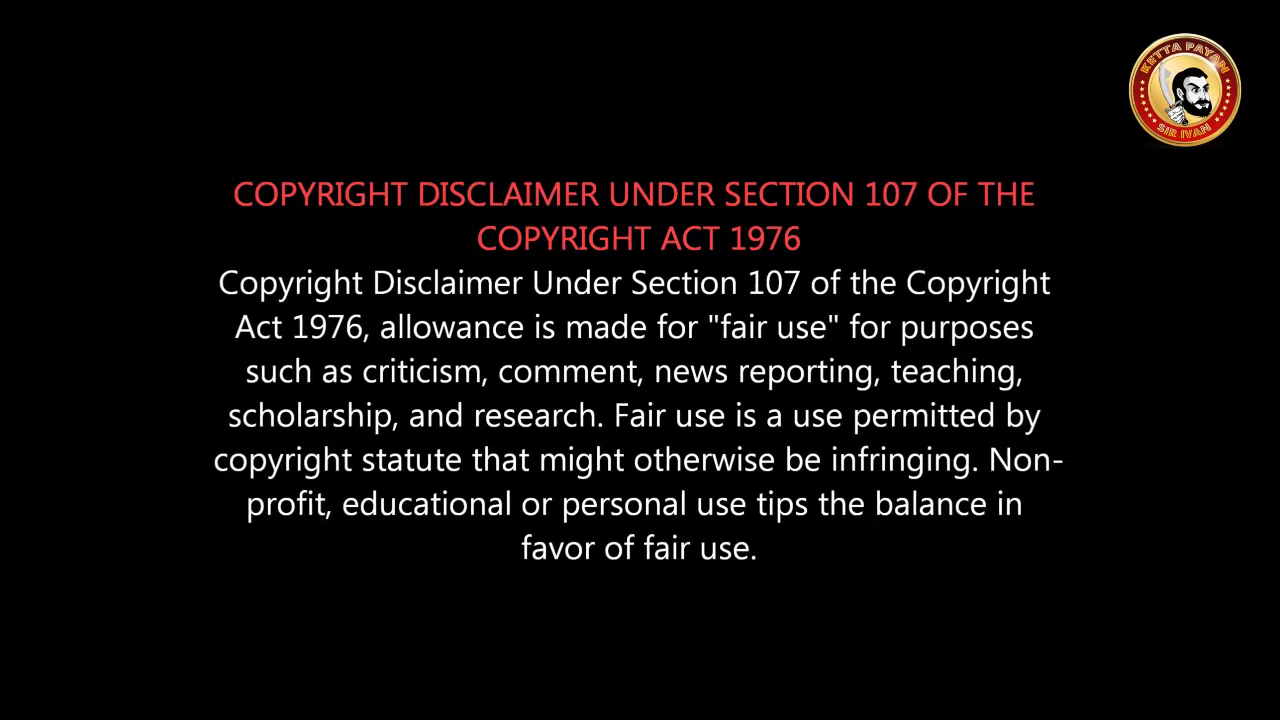 KETTA PAYAN
SIR IVAN
COPYRIGHT DISCLAIMER UNDER SECTION 107 OF THE
COPYRIGHT ACT 1976
Copyright Disclaimer Under Section 107 of the Copyright
Act 1976, allowance is made for "fair use" for purposes
such as criticism, comment, news reporting, teaching,
scholarship, and research. Fair use is a use permitted by
copyright statute that might otherwise be infringing. Non-
profit, educational or personal use tips the balance in
favor of fair use.